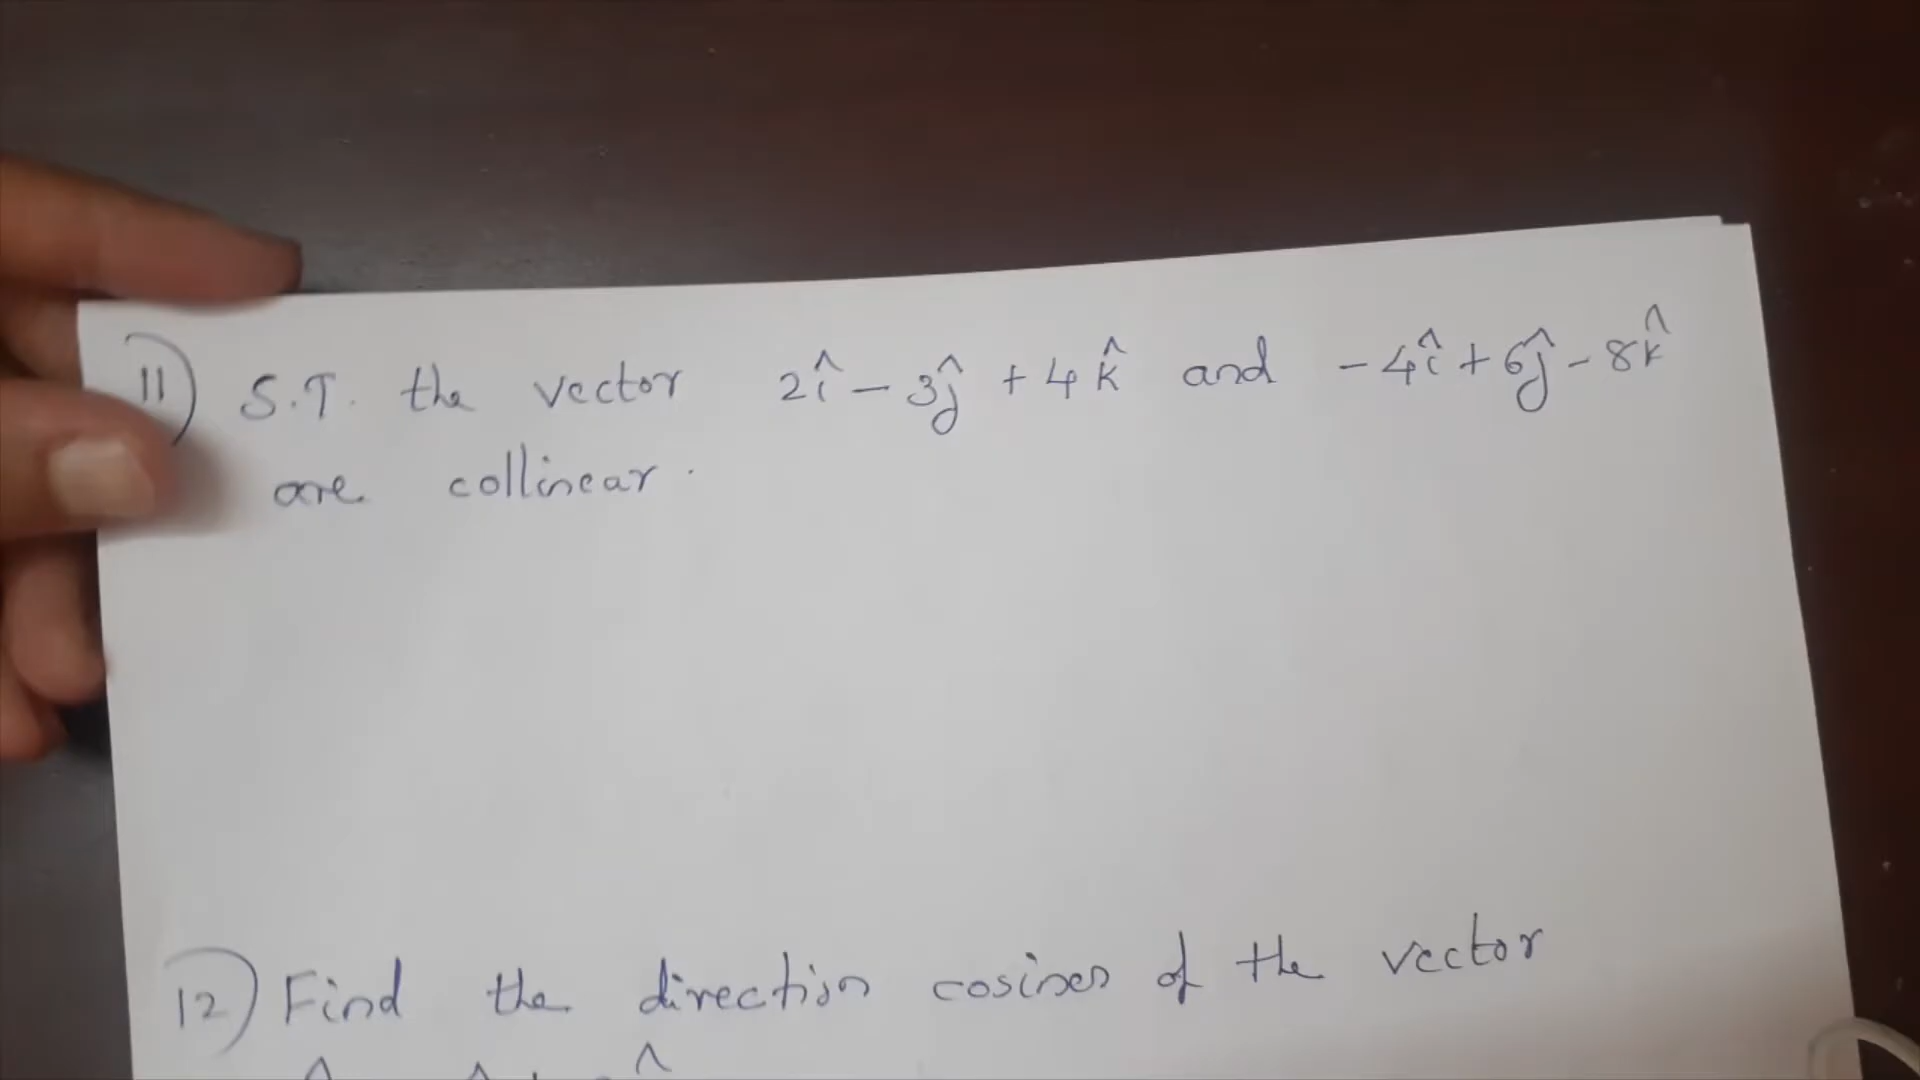 11) S.T. the vector 2î - 3ĵ + 4k̂ and - 4î + 6ĵ - 8k̂
are collinear.
12) Find the direction cosines of the vector